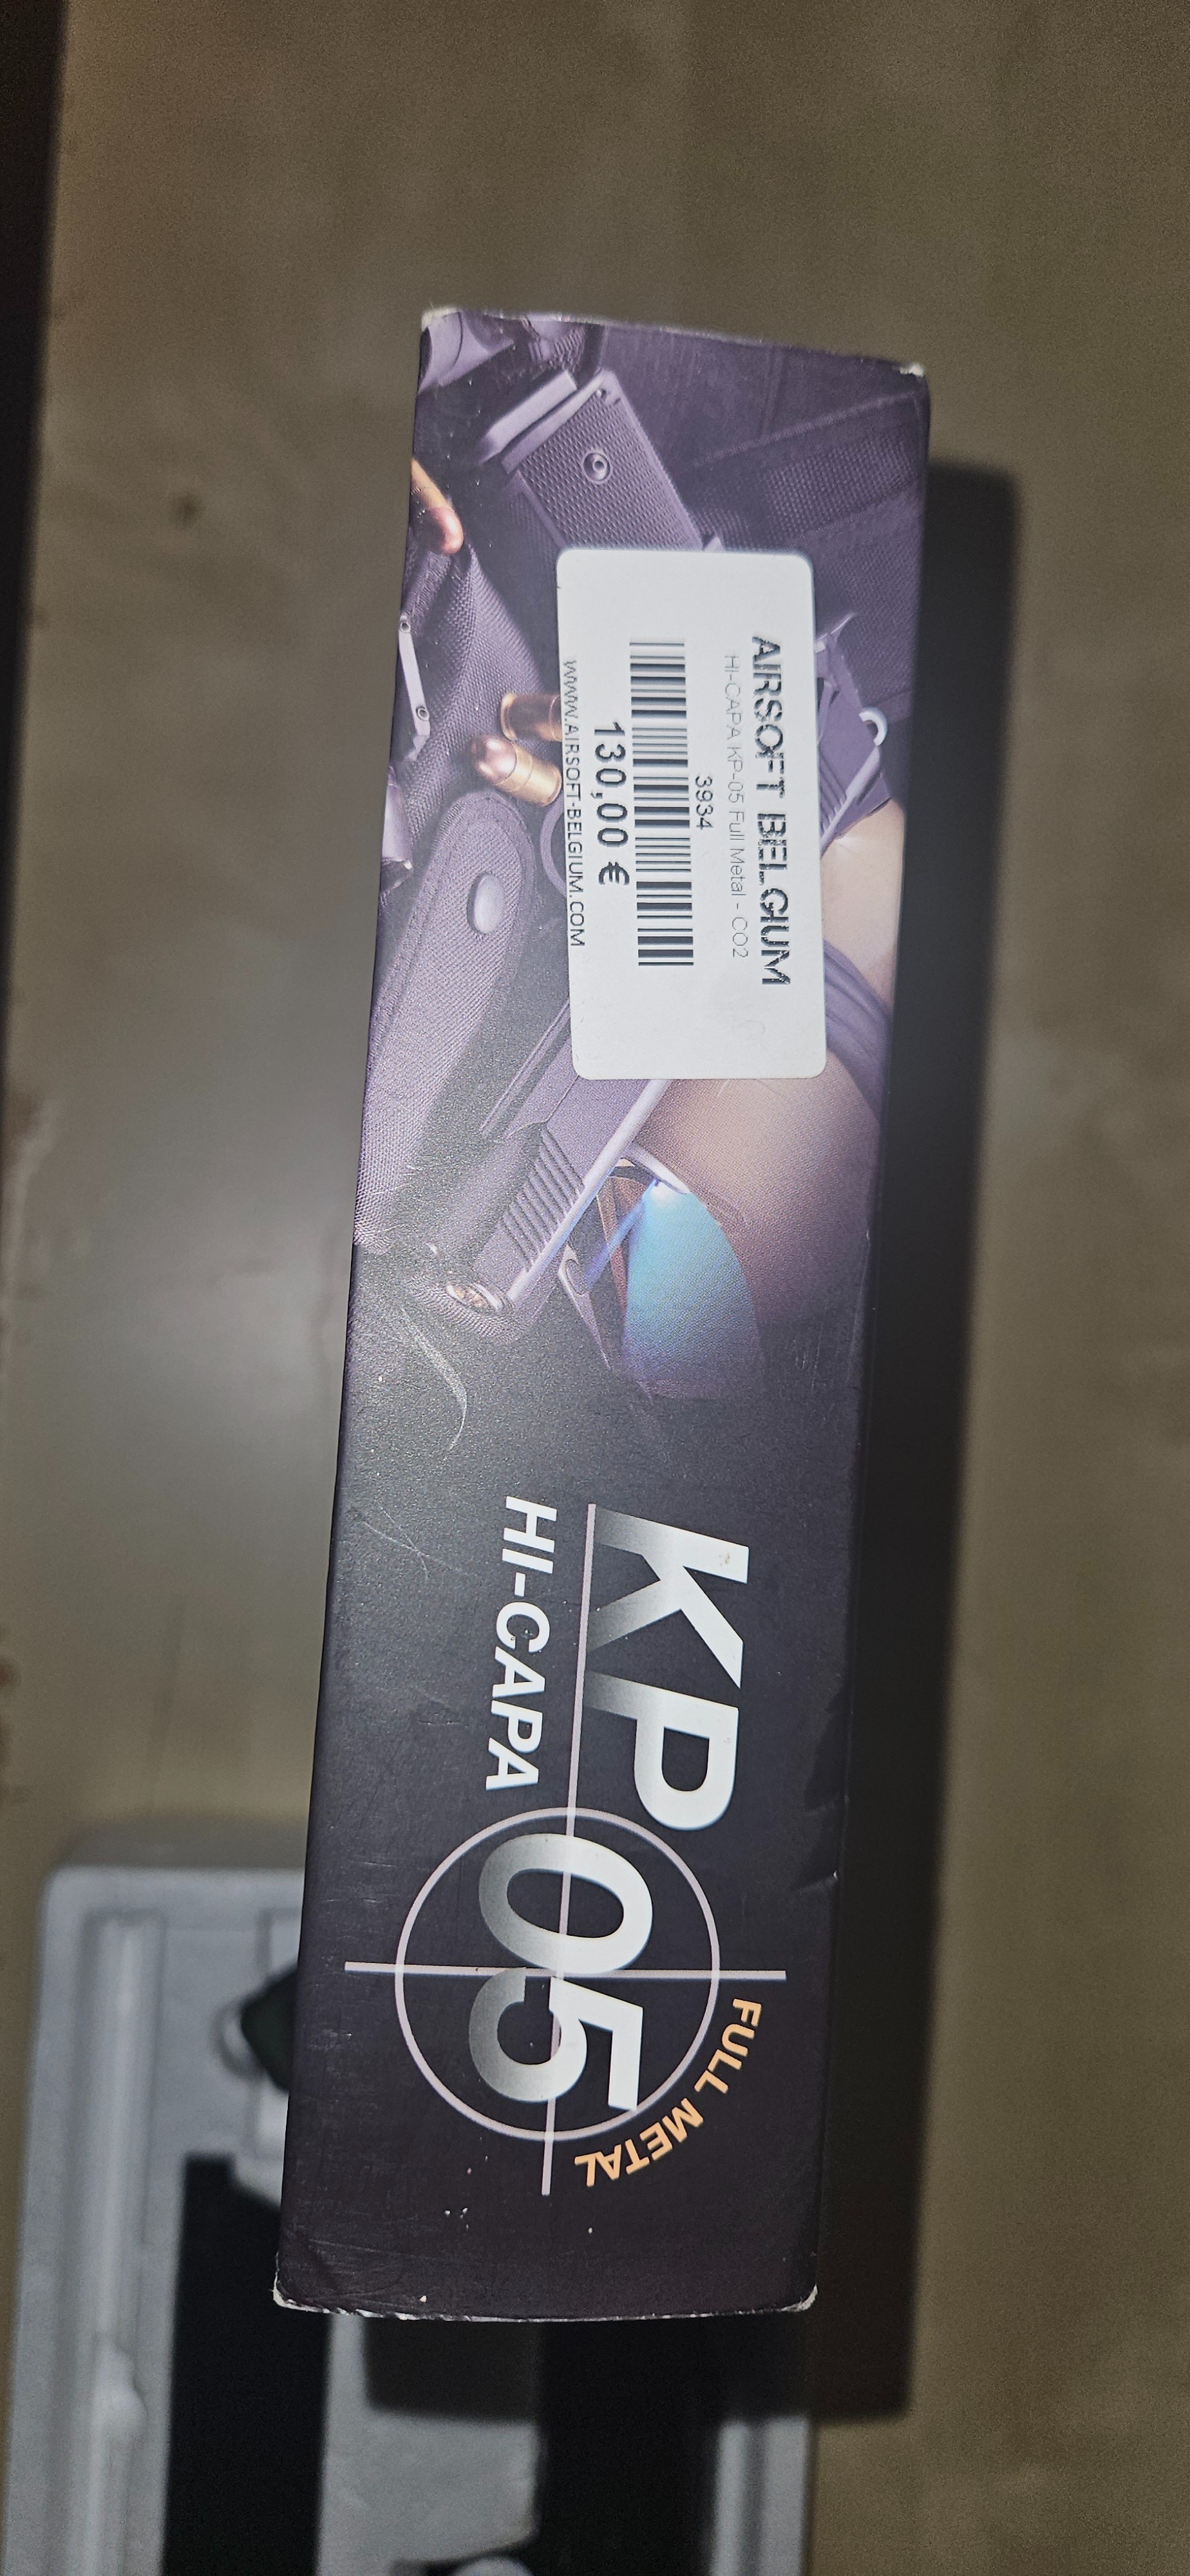 AIRSOFT BELGIUM
HI-CAPA KP-05 Full Metal - CO2
3934
130,00 €
WWW.AIRSOFT-BELGIUM.COM
KP 05
HI-CAPA
FULL METAL